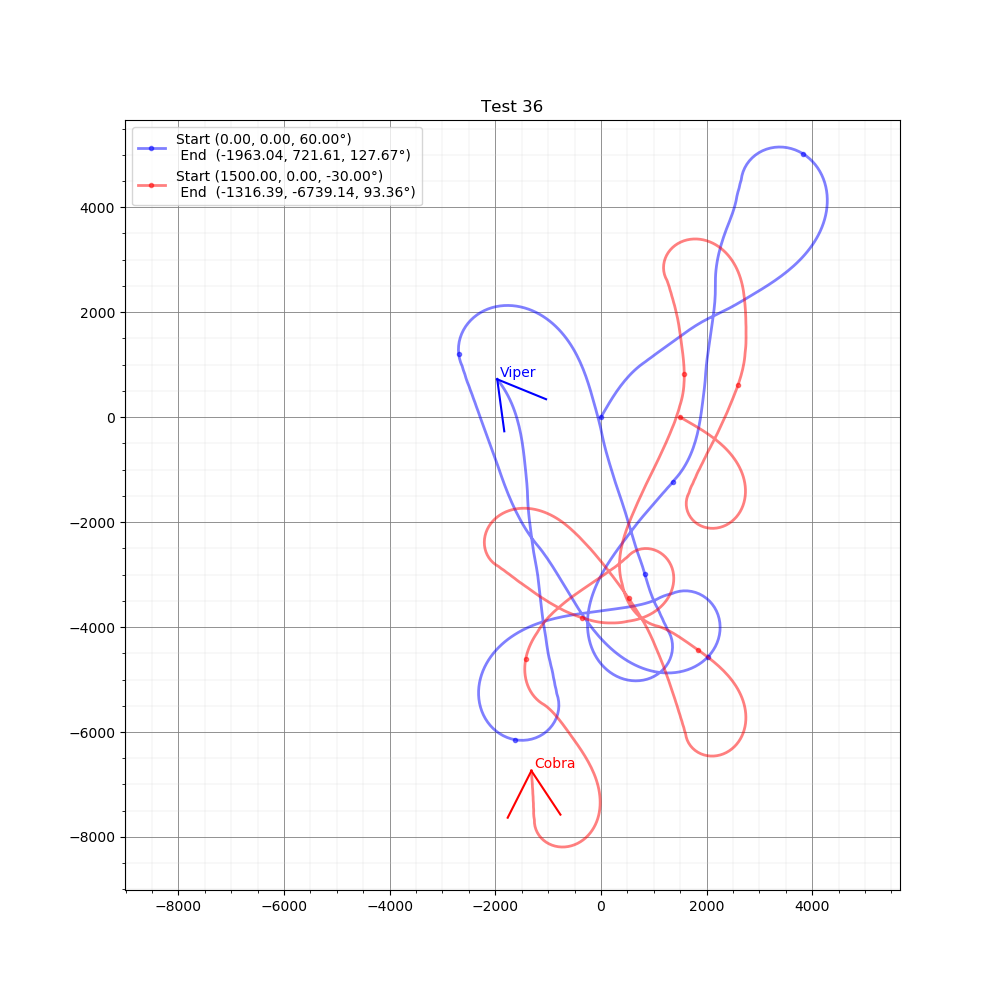 Test 36
Start (0.00, 0.00, 60.00°)
End (-1963.04, 721.61, 127.67°)
Start (1500.00, 0.00, -30.00°)
End (-1316.39, -6739.14, 93.36°)
4000
2000
Viper
0
−2000
−4000
−6000
Cobra
−8000
−8000 −6000 −4000 −2000 0 2000 4000